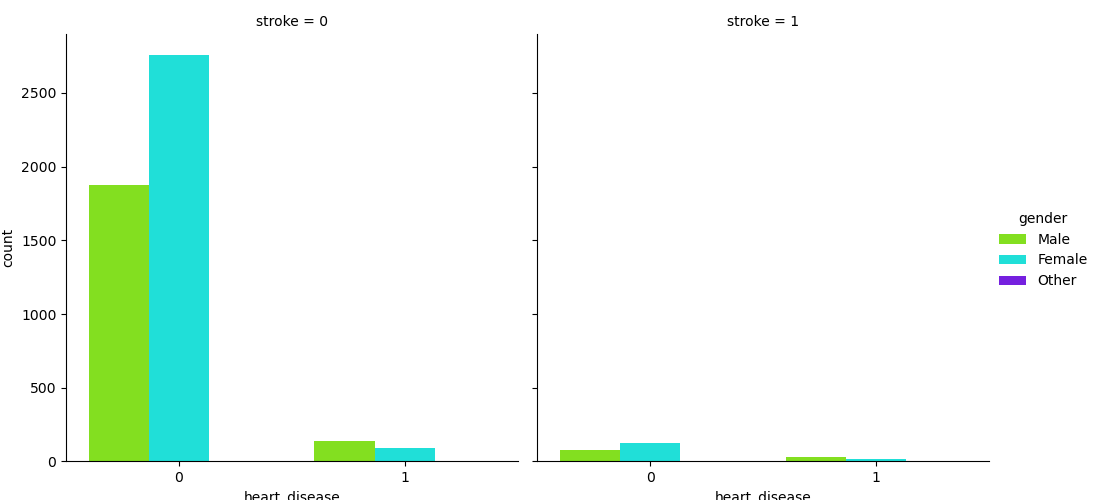 stroke = 0
stroke = 1
count
2500
2000
1500
1000
500
0
0
1
0
1
heart_disease
heart_disease
gender
Male
Female
Other